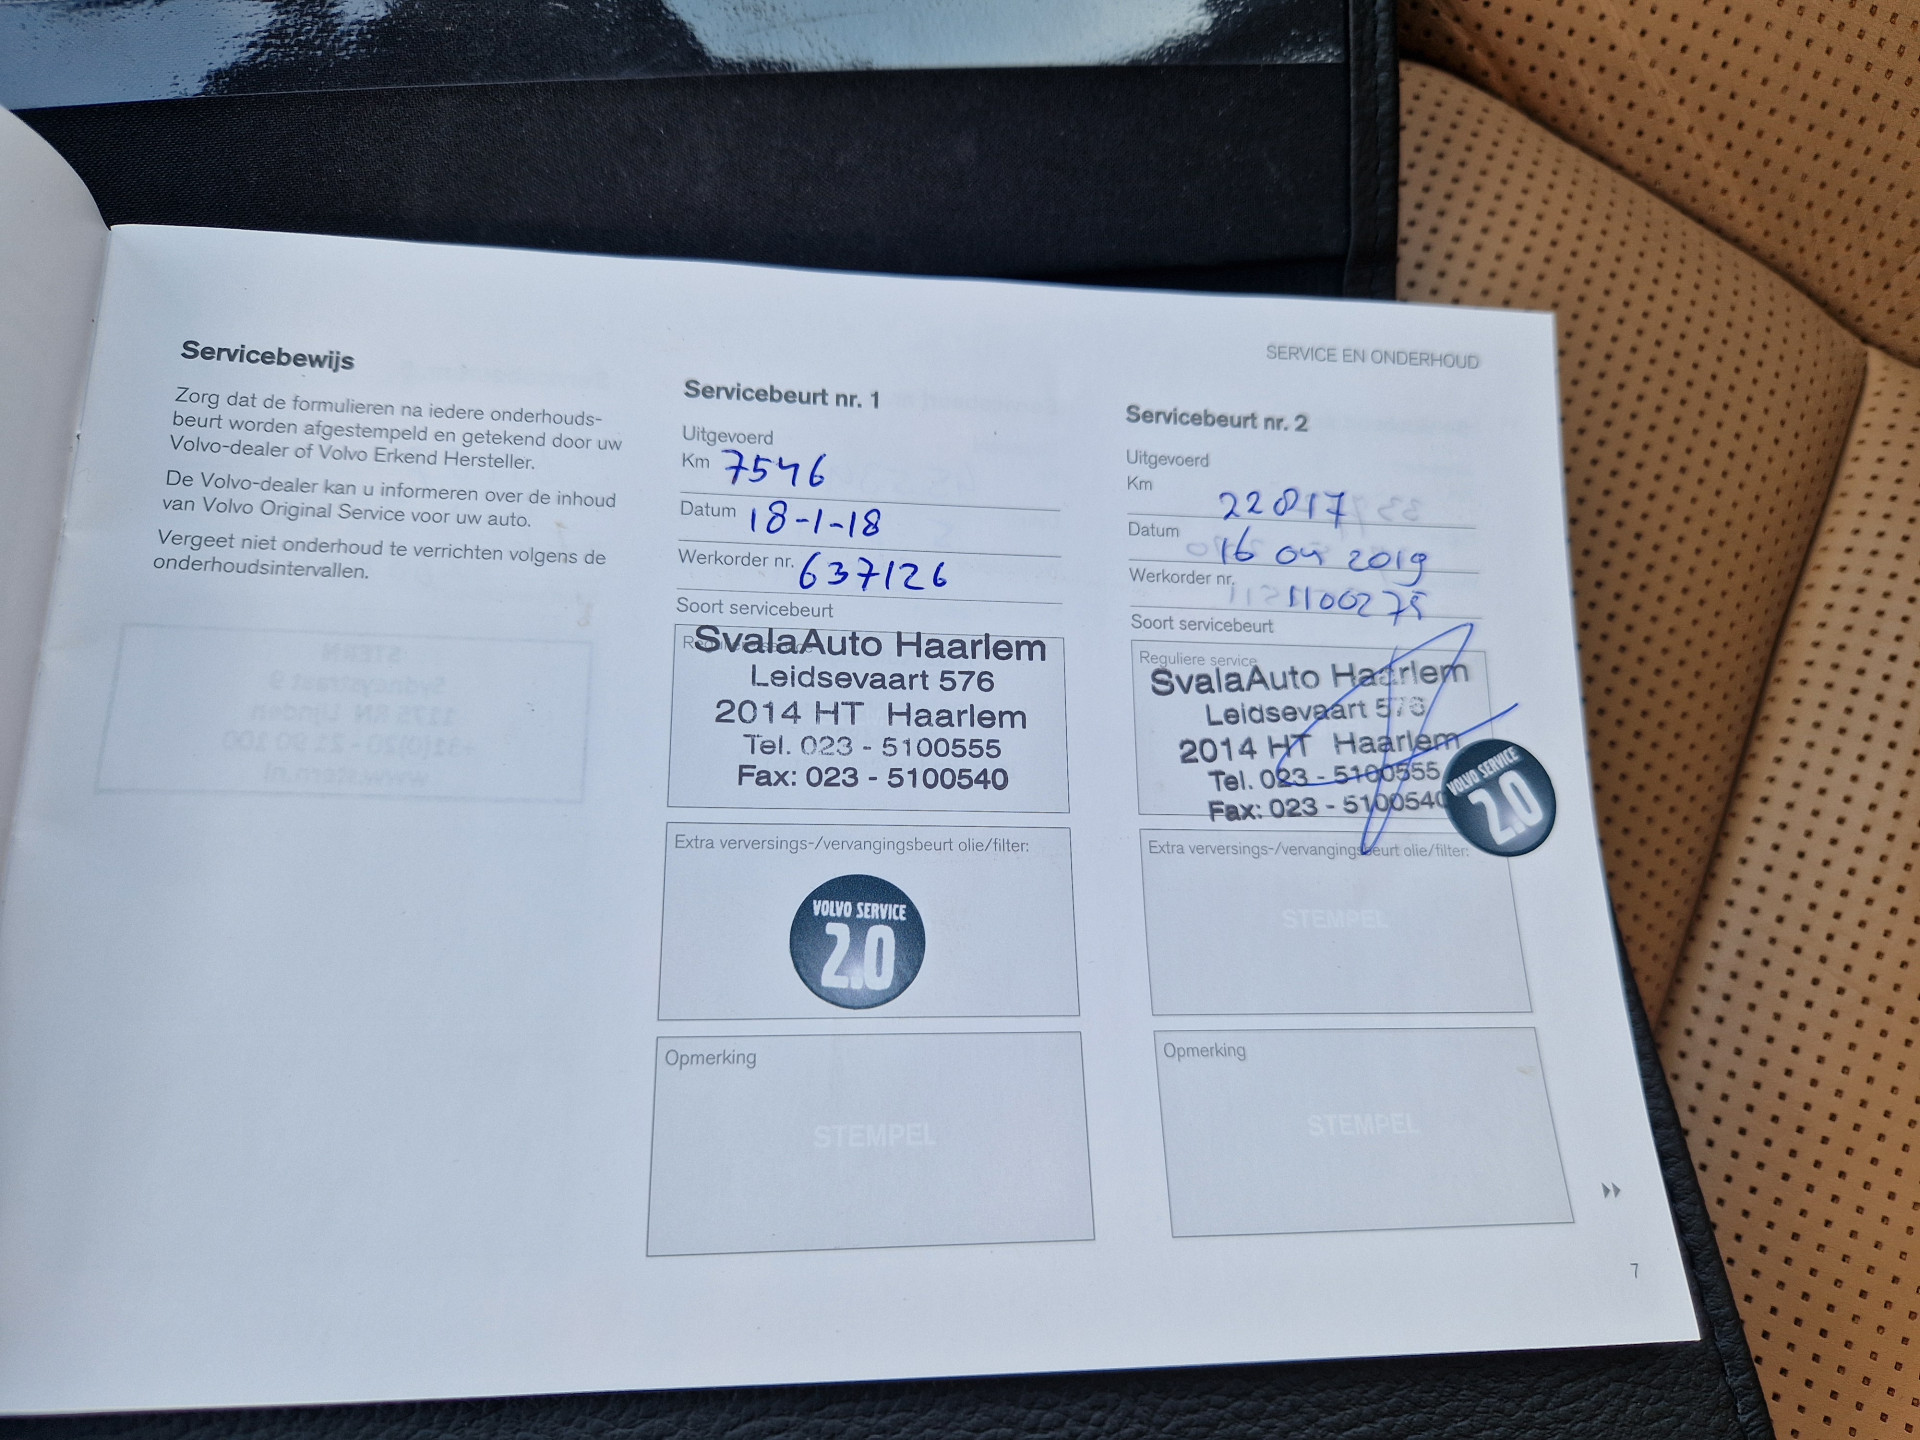 SERVICE EN ONDERHOUD
Servicebewijs
Zorg dat de formulieren na iedere onderhouds-
beurt worden afgestempeld en getekend door uw
Volvo-dealer of Volvo Erkend Hersteller.
De Volvo-dealer kan u informeren over de inhoud
van Volvo Original Service voor uw auto.
Vergeet niet onderhoud te verrichten volgens de
onderhoudsintervallen.
Servicebeurt nr. 1
Uitgevoerd
Km 7546
Datum 18-1-18
Werkorder nr. 637126
Soort servicebeurt
SvalaAuto Haarlem
Leidsevaart 576
2014 HT Haarlem
Tel. 023 - 5100555
Fax: 023 - 5100540
Extra verversings-/vervangingsbeurt olie/filter:
VOLVO SERVICE
2.0
Opmerking
STEMPEL
Servicebeurt nr. 2
Uitgevoerd
Km 22817
Datum 16 04 2019
Werkorder nr. 1100275
Soort servicebeurt
Reguliere service
SvalaAuto Haarlem
Leidsevaart 576
2014 HT Haarlem
Tel. 023 - 5100555
Fax: 023 - 5100540
VOLVO SERVICE
2.0
Extra verversings-/vervangingsbeurt olie/filter:
STEMPEL
Opmerking
STEMPEL
7